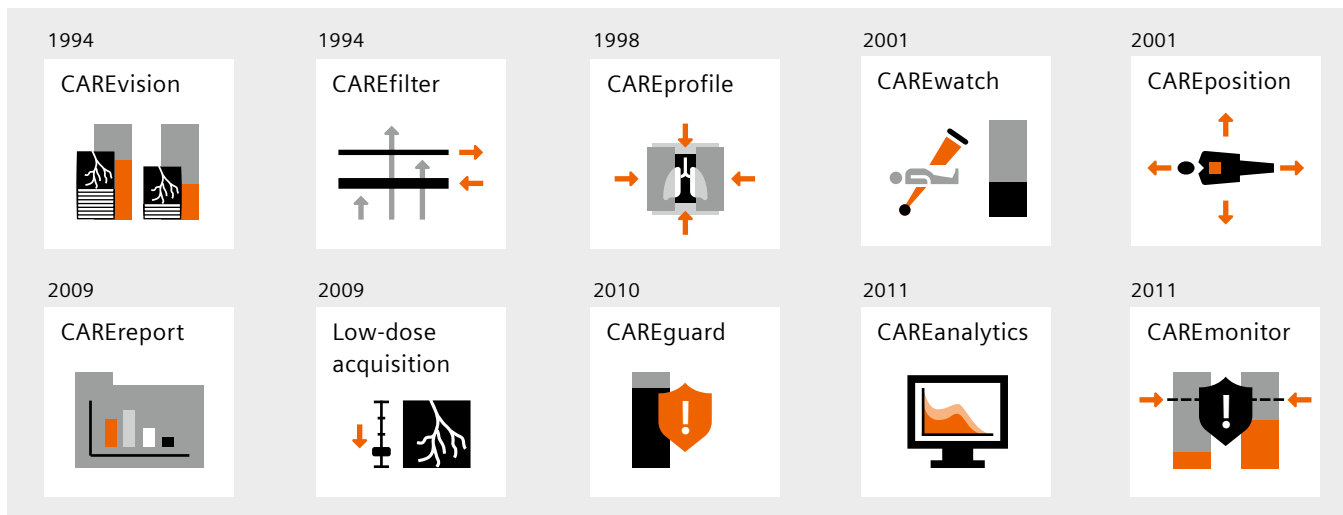 1994
CAREvision
1994
CAREfilter
1998
CAREprofile
2001
CAREwatch
2001
CAREposition
2009
CAREreport
2009
Low-dose
acquisition
2010
CAREguard
2011
CAREanalytics
2011
CAREmonitor